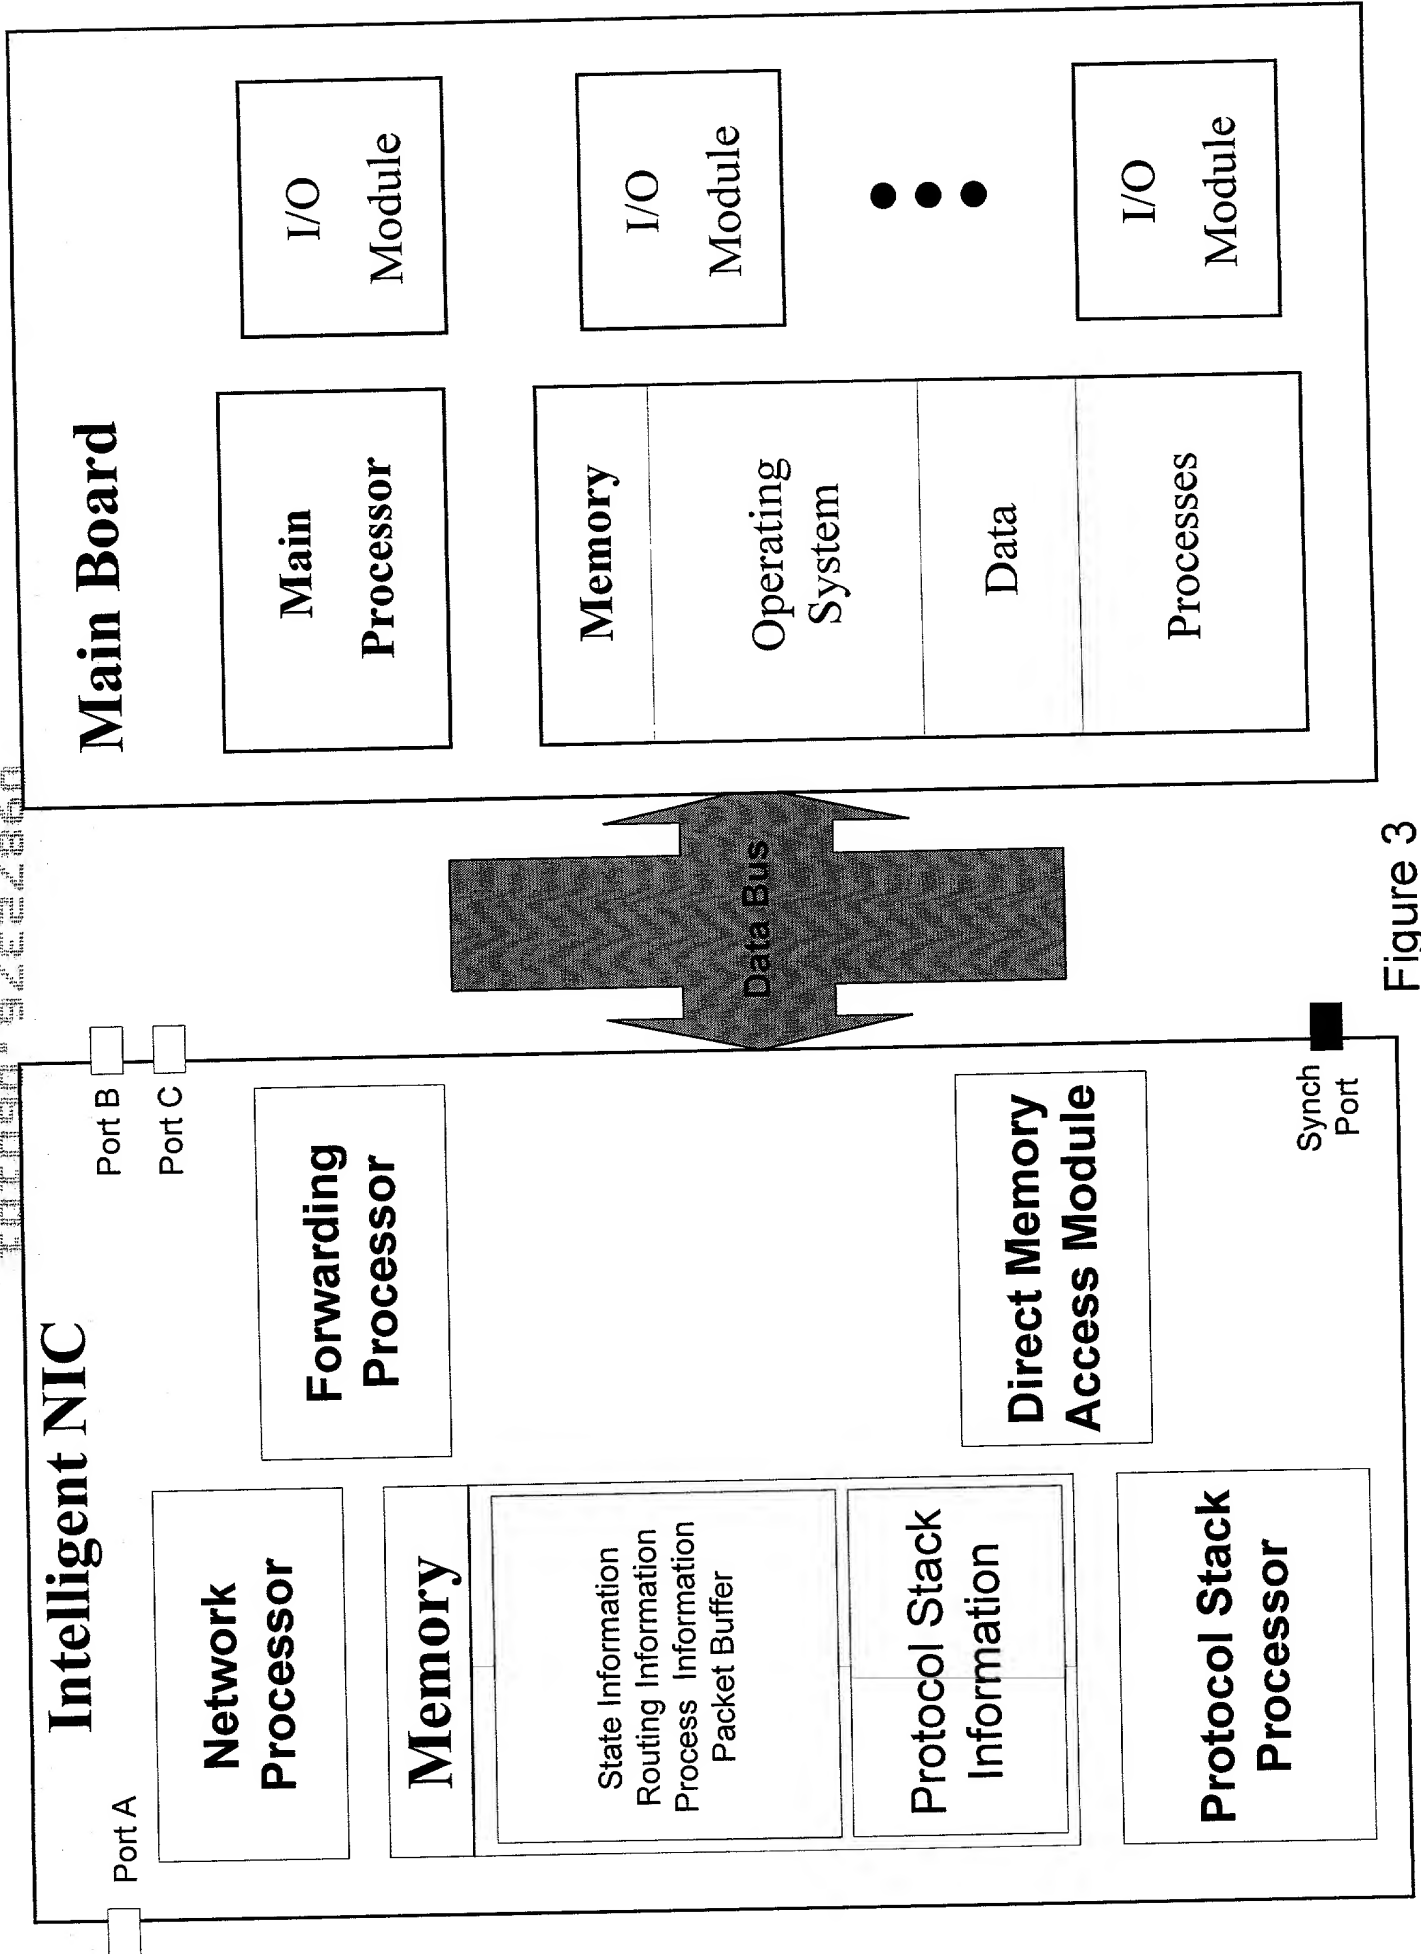 Intelligent NIC
Port A
Port B
Port C
Network
Processor
Forwarding
Processor
Memory
State Information
Routing Information
Process Information
Packet Buffer
Protocol Stack
Information
Direct Memory
Access Module
Protocol Stack
Processor
Synch
Port
Data Bus
Main Board
Main
Processor
I/O
Module
Memory
Operating
System
Data
Processes
I/O
Module
I/O
Module
Figure 3